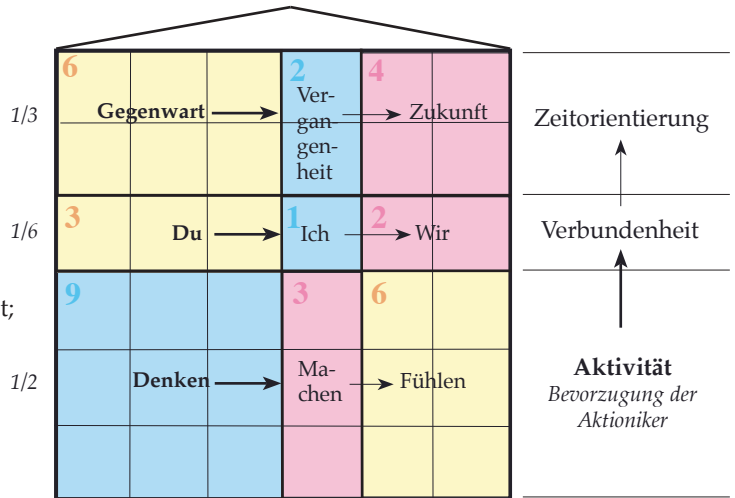 6 2 4
1/3 Gegenwart Ver- Zukunft Zeitorientierung
gan-
gen-
heit
3 1 2
1/6 Du Ich Wir Verbundenheit
9 3 6
t;
1/2 Denken Ma- Fühlen Aktivität
chen Bevorzugung der
Aktioniker